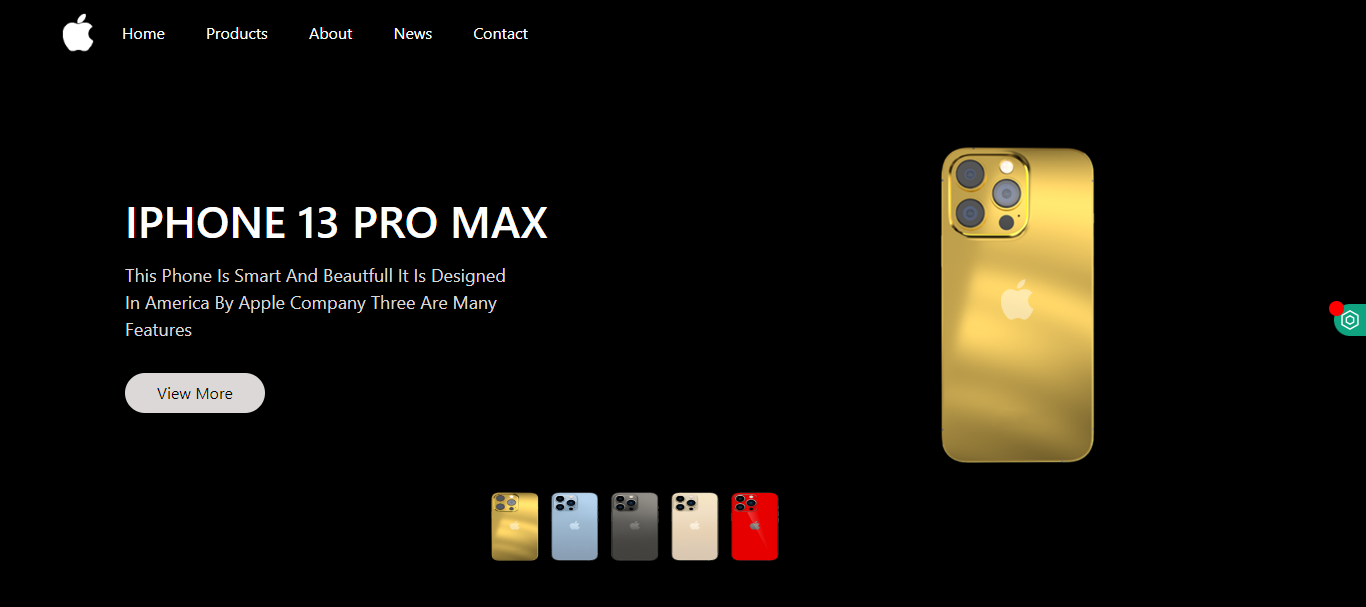 Home Products About News Contact
IPHONE 13 PRO MAX
This Phone Is Smart And Beautfull It Is Designed
In America By Apple Company Three Are Many
Features
View More